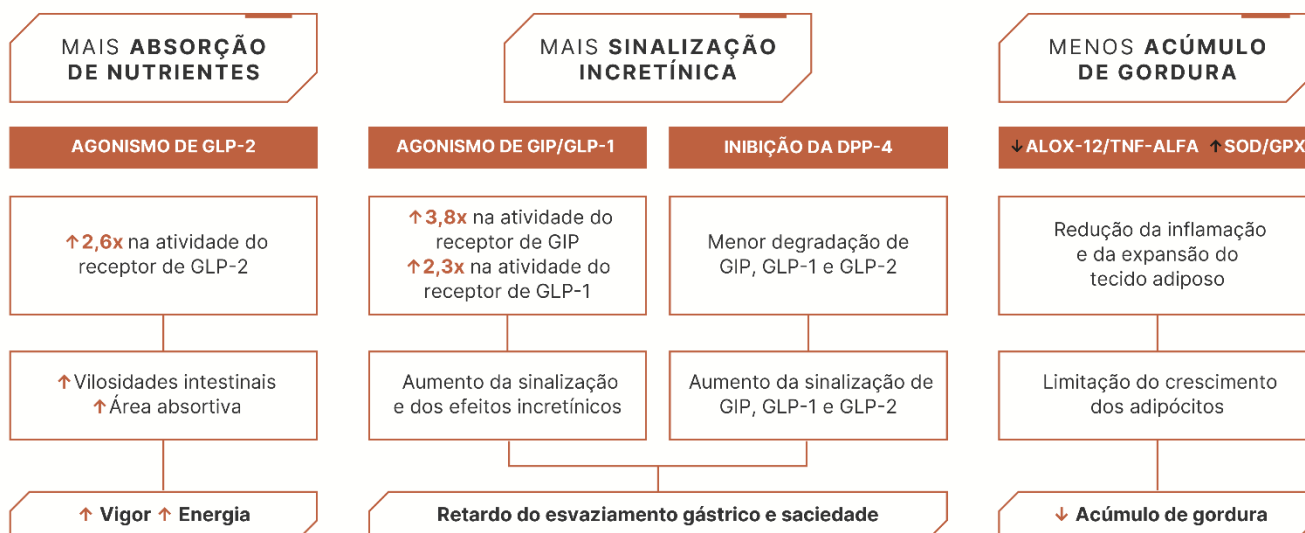 MAIS ABSORÇÃO
DE NUTRIENTES
MAIS SINALIZAÇÃO
INCRETÍNICA
MENOS ACÚMULO
DE GORDURA
AGONISMO DE GLP-2
AGONISMO DE GIP/GLP-1
INIBIÇÃO DA DPP-4
↓ALOX-12/TNF-ALFA ↑SOD/GPX
↑2,6x na atividade do
receptor de GLP-2
↑3,8x na atividade do
receptor de GIP
↑2,3x na atividade do
receptor de GLP-1
Menor degradação de
GIP, GLP-1 e GLP-2
Redução da inflamação
e da expansão do
tecido adiposo
↑Vilosidades intestinais
↑Área absortiva
Aumento da sinalização
e dos efeitos incretínicos
Aumento da sinalização de
GIP, GLP-1 e GLP-2
Limitação do crescimento
dos adipócitos
↑ Vigor ↑ Energia
Retardo do esvaziamento gástrico e saciedade
↓ Acúmulo de gordura